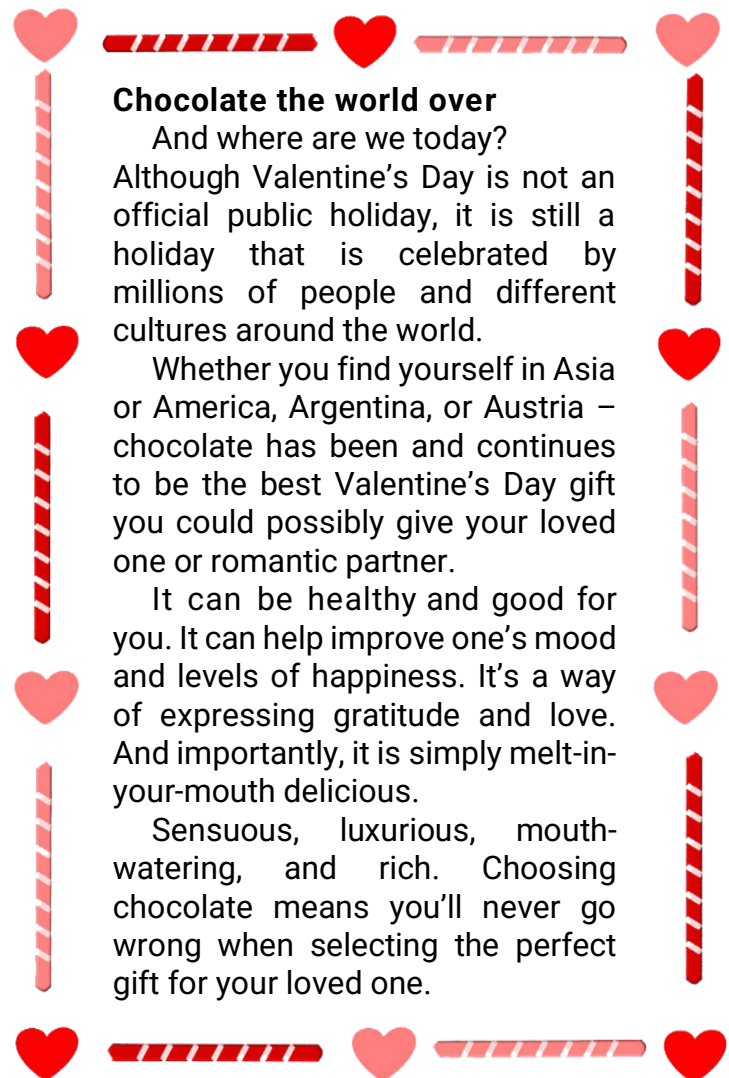 Chocolate the world over
And where are we today?
Although Valentine’s Day is not an
official public holiday, it is still a
holiday that is celebrated by
millions of people and different
cultures around the world.
Whether you find yourself in Asia
or America, Argentina, or Austria –
chocolate has been and continues
to be the best Valentine’s Day gift
you could possibly give your loved
one or romantic partner.
It can be healthy and good for
you. It can help improve one’s mood
and levels of happiness. It’s a way
of expressing gratitude and love.
And importantly, it is simply melt-in-
your-mouth delicious.
Sensuous, luxurious, mouth-
watering, and rich. Choosing
chocolate means you’ll never go
wrong when selecting the perfect
gift for your loved one.